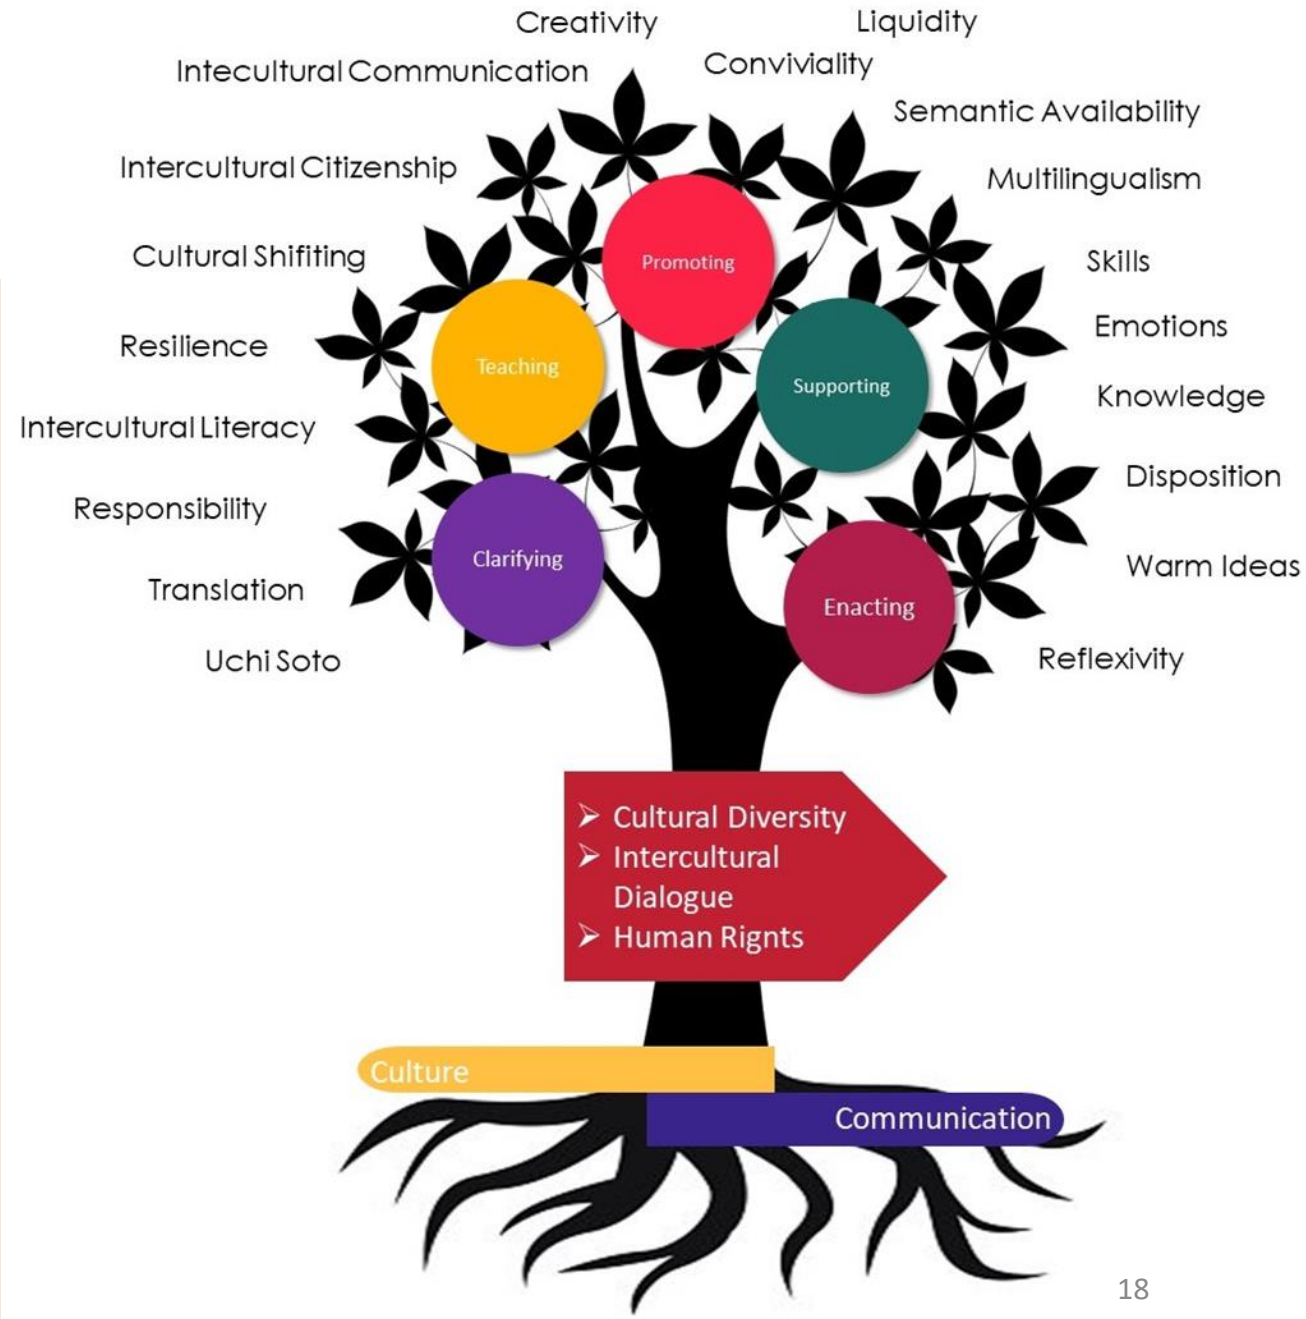 Creativity
Liquidity
Intecultural Communication
Conviviality
Semantic Availability
Intercultural Citizenship
Multilingualism
Cultural Shifiting
Skills
Promoting
Emotions
Resilience
Teaching
Supporting
Knowledge
Intercultural Literacy
Disposition
Responsibility
Clarifying
Warm Ideas
Translation
Enacting
Uchi Soto
Reflexivity
➢ Cultural Diversity
➢ Intercultural
Dialogue
➢ Human Rignts
Culture
Communication
18